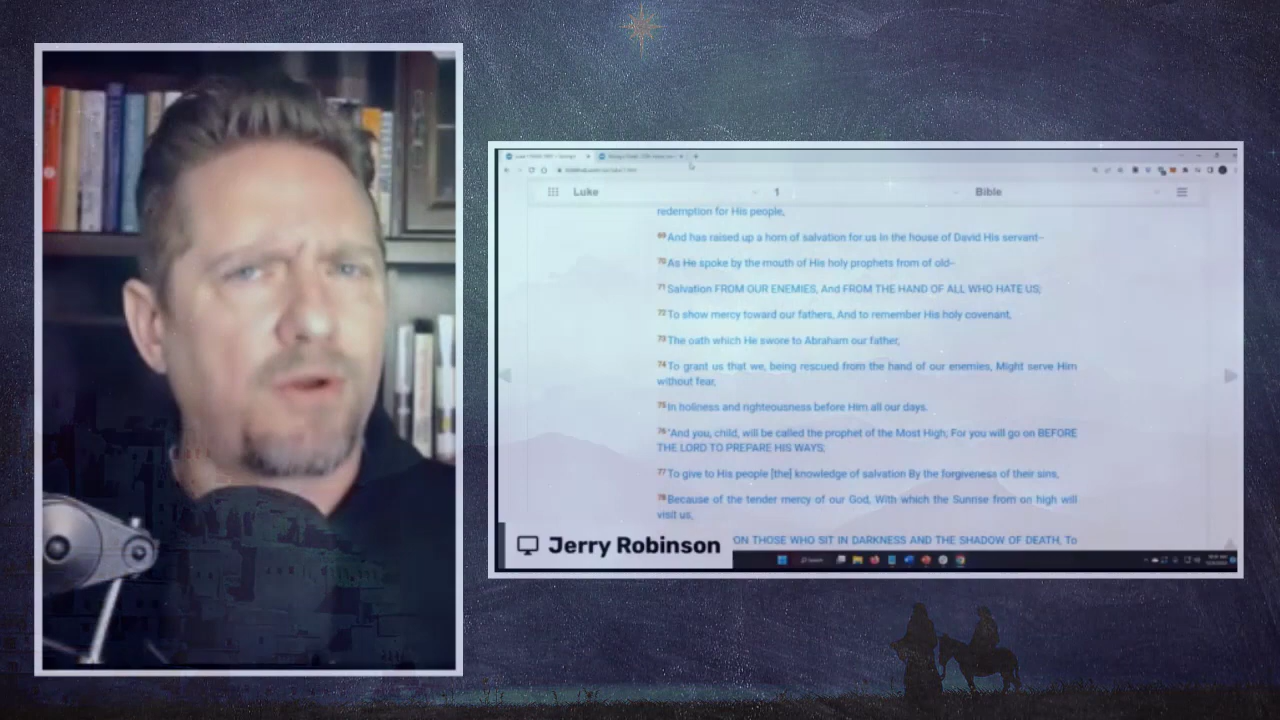 Luke
1
Bible
redemption for His people,
69 And has raised up a horn of salvation for us In the house of David His servant--
70 As He spoke by the mouth of His holy prophets from of old--
71 Salvation FROM OUR ENEMIES, And FROM THE HAND OF ALL WHO HATE US;
72 To show mercy toward our fathers, And to remember His holy covenant,
73 The oath which He swore to Abraham our father,
74 To grant us that we, being rescued from the hand of our enemies, Might serve Him
without fear,
75 In holiness and righteousness before Him all our days.
76 "And you, child, will be called the prophet of the Most High; For you will go on BEFORE
THE LORD TO PREPARE HIS WAYS;
77 To give to His people [the] knowledge of salvation By the forgiveness of their sins,
78 Because of the tender mercy of our God, With which the Sunrise from on high will
visit us,
ON THOSE WHO SIT IN DARKNESS AND THE SHADOW OF DEATH, To
Jerry Robinson